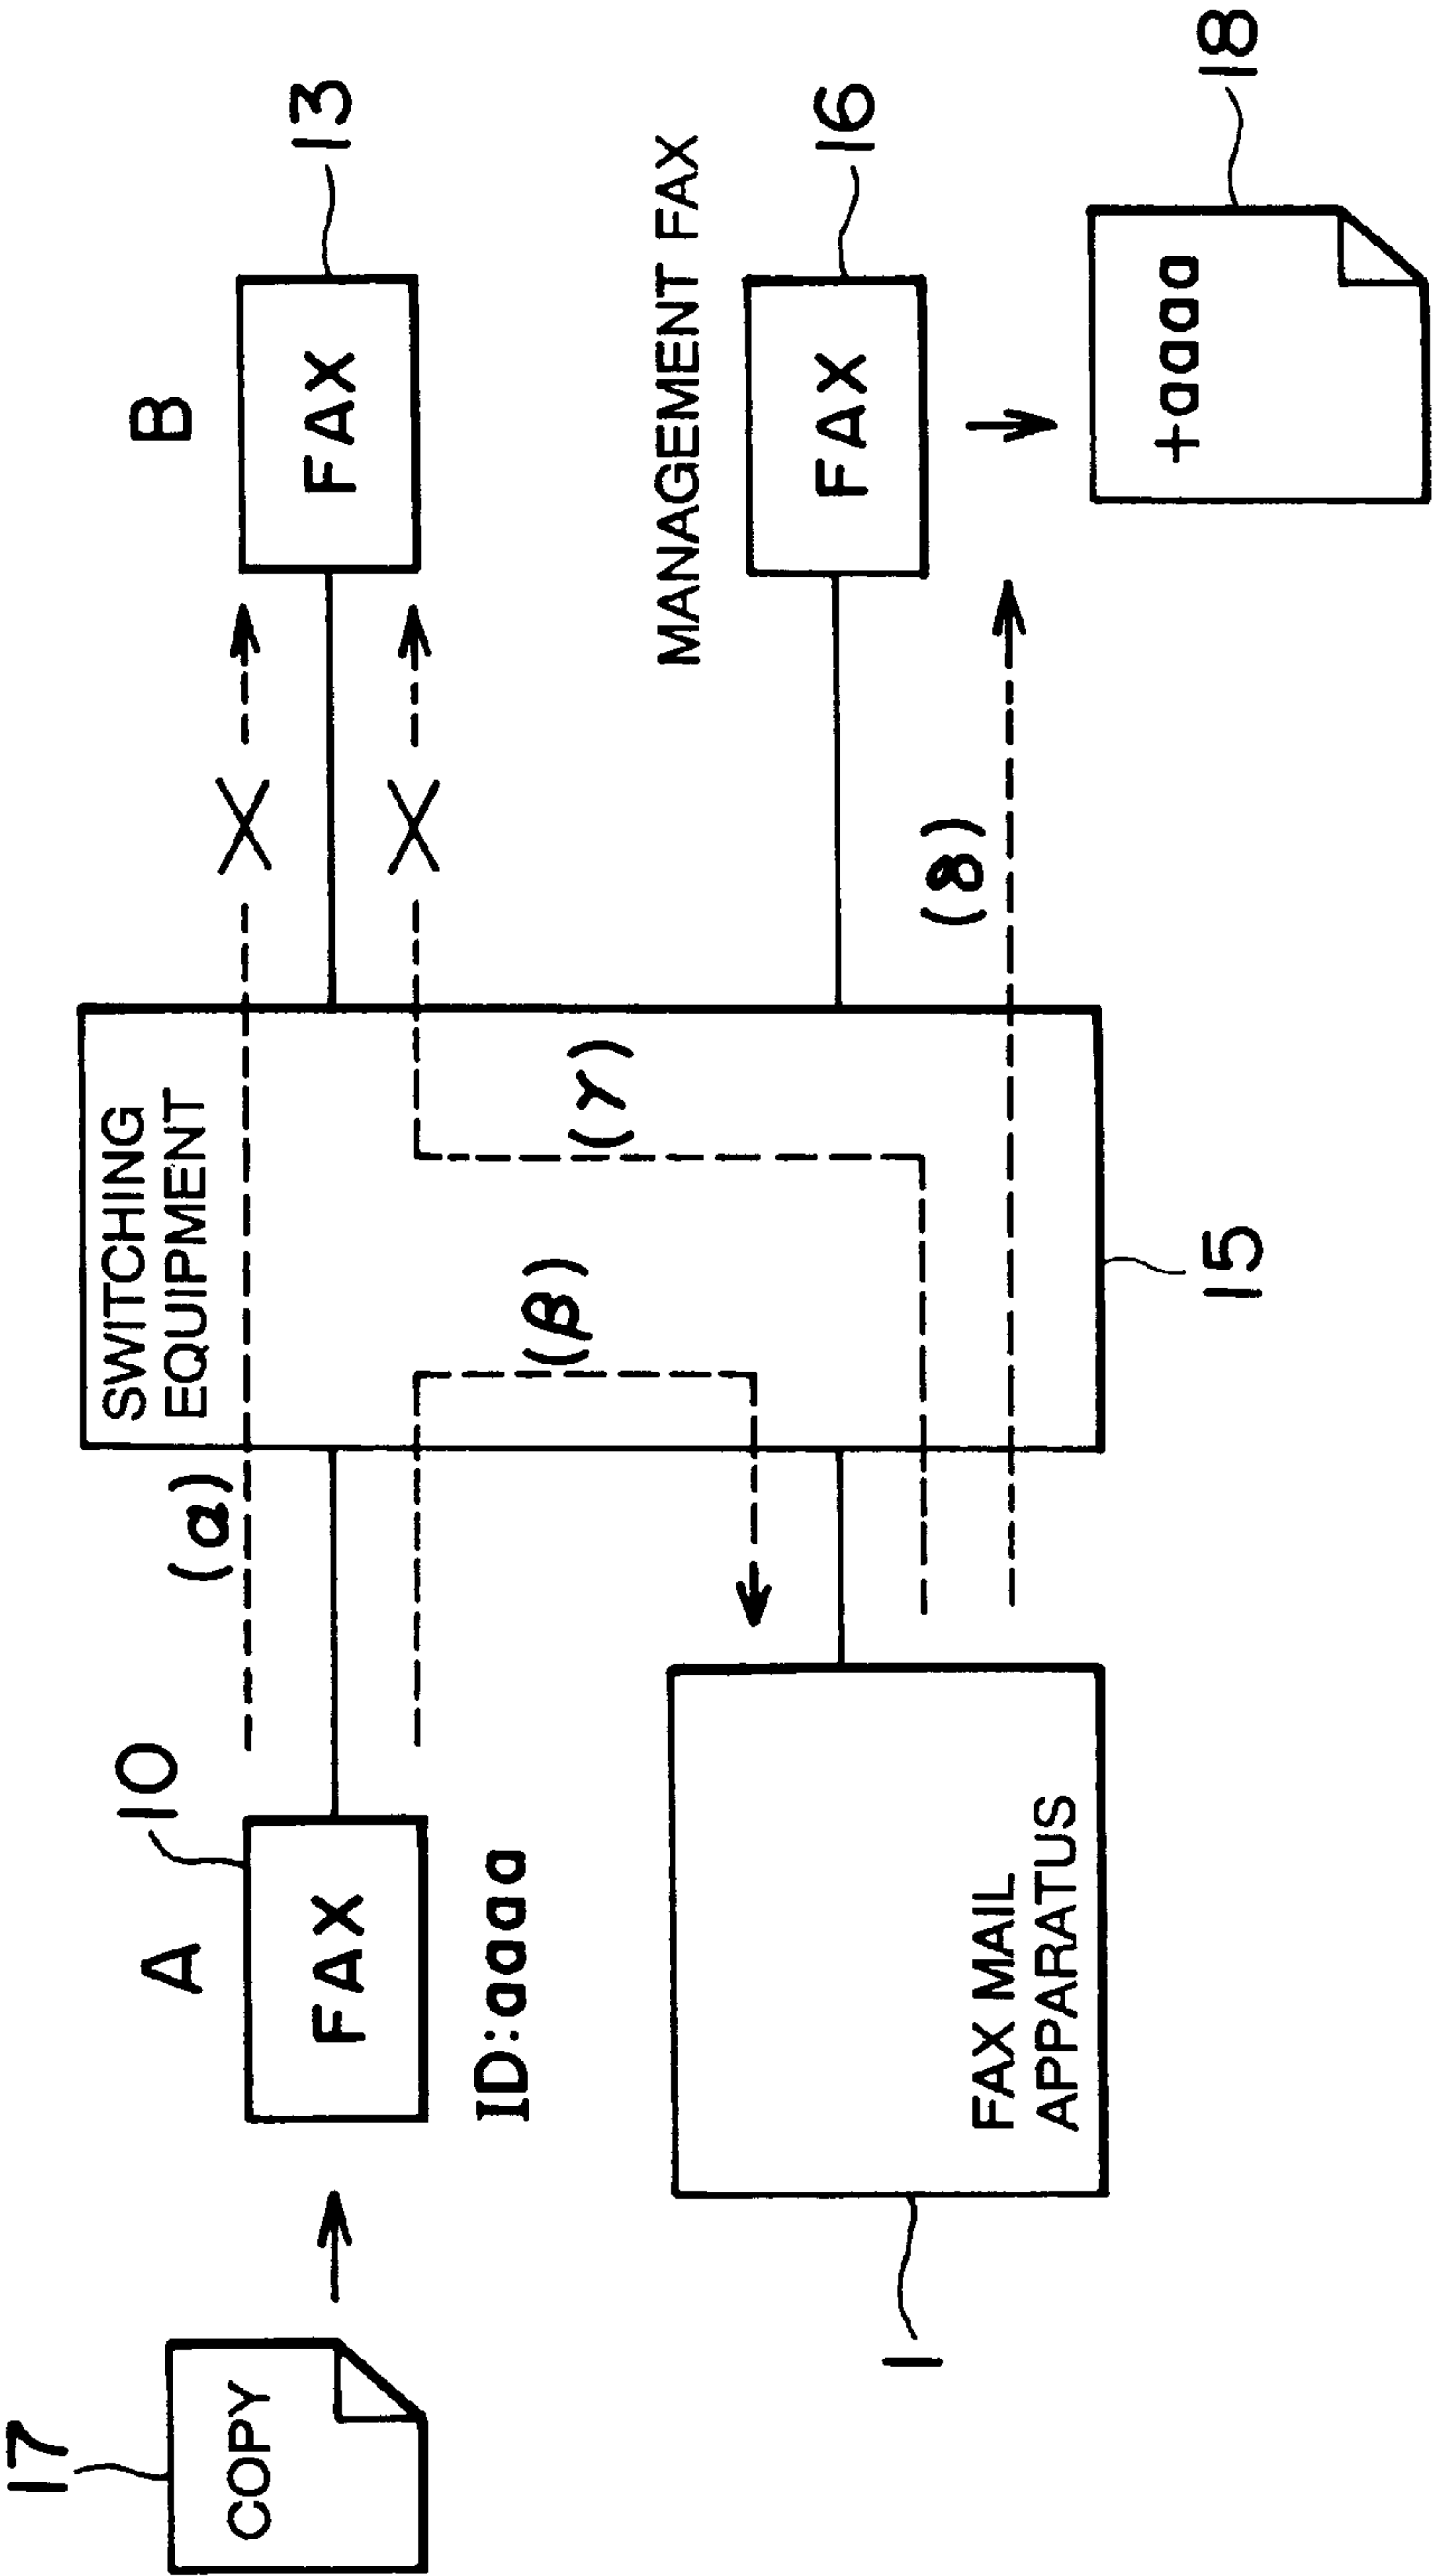 17
COPY
A
10
FAX
ID:aaaa
(α)
SWITCHING
EQUIPMENT
(β)
(γ)
15
B
FAX
13
MANAGEMENT FAX
FAX
16
(δ)
+aaaa
18
FAX MAIL
APPARATUS
1